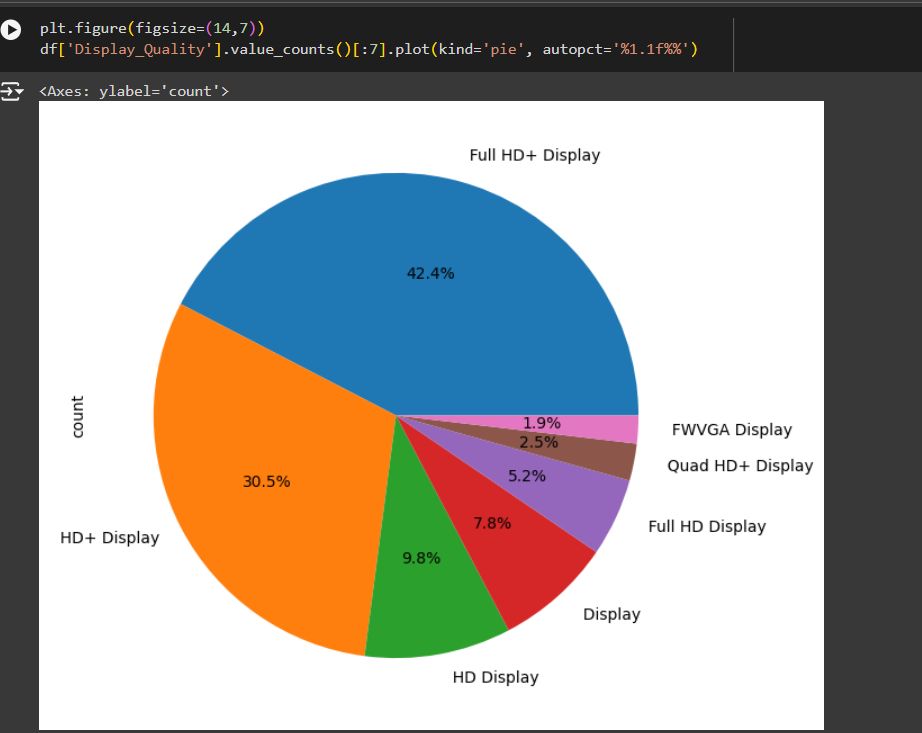 plt.figure(figsize=(14,7))
df['Display_Quality'].value_counts()[:7].plot(kind='pie', autopct='%1.1f%%')
<Axes: ylabel='count'>
Full HD+ Display
42.4%
1.9%
FWVGA Display
2.5%
Quad HD+ Display
count
5.2%
30.5%
7.8%
Full HD Display
HD+ Display
9.8%
Display
HD Display